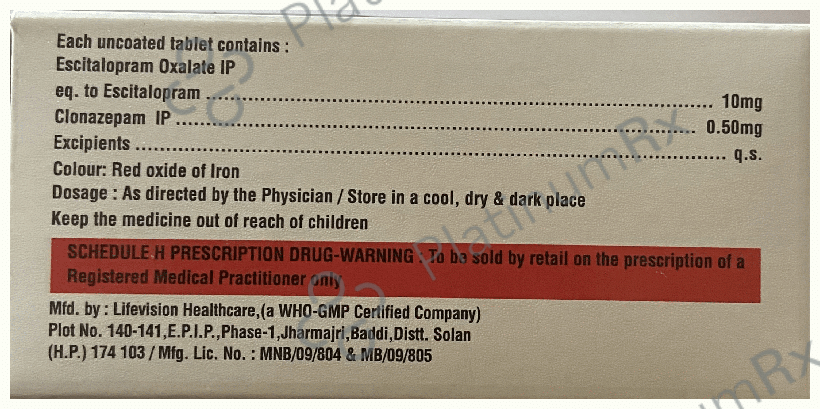 Each uncoated tablet contains :
Escitalopram Oxalate IP
eq. to Escitalopram ........................................ 10mg
Clonazepam IP ........................................ 0.50mg
Excipients ........................................ q.s.
Colour: Red oxide of Iron
Dosage : As directed by the Physician / Store in a cool, dry & dark place
Keep the medicine out of reach of children
SCHEDULE H PRESCRIPTION DRUG-WARNING : To be sold by retail on the prescription of a
Registered Medical Practitioner only
Mfd. by : Lifevision Healthcare,(a WHO-GMP Certified Company)
Plot No. 140-141,E.P.I.P.,Phase-1,Jharmajri,Baddi,Distt. Solan
(H.P.) 174 103 / Mfg. Lic. No. : MNB/09/804 & MB/09/805
PlatinumRx